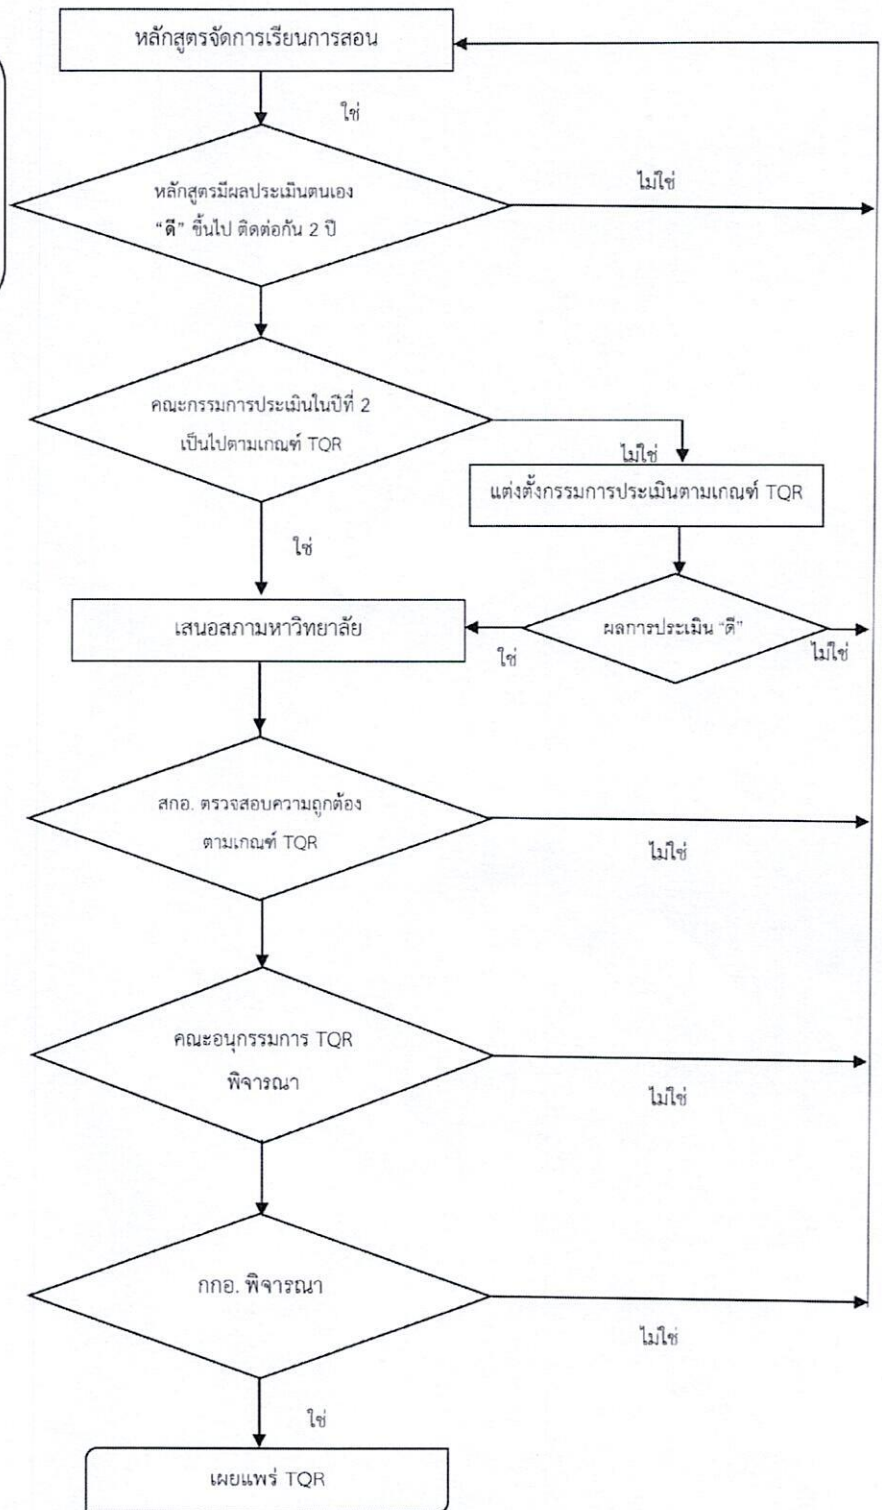 หลักสูตรจัดการเรียนการสอน
ใช่
หลักสูตรมีผลประเมินตนเอง
“ดี” ขึ้นไป ติดต่อกัน 2 ปี
ไม่ใช่
คณะกรรมการประเมินในปีที่ 2
เป็นไปตามเกณฑ์ TQR
ไม่ใช่
แต่งตั้งกรรมการประเมินตามเกณฑ์ TQR
ใช่
เสนอสภามหาวิทยาลัย
ผลการประเมิน “ดี”
ใช่
ไม่ใช่
สกอ. ตรวจสอบความถูกต้อง
ตามเกณฑ์ TQR
ไม่ใช่
คณะอนุกรรมการ TQR
พิจารณา
ไม่ใช่
กกอ. พิจารณา
ไม่ใช่
ใช่
เผยแพร่ TQR